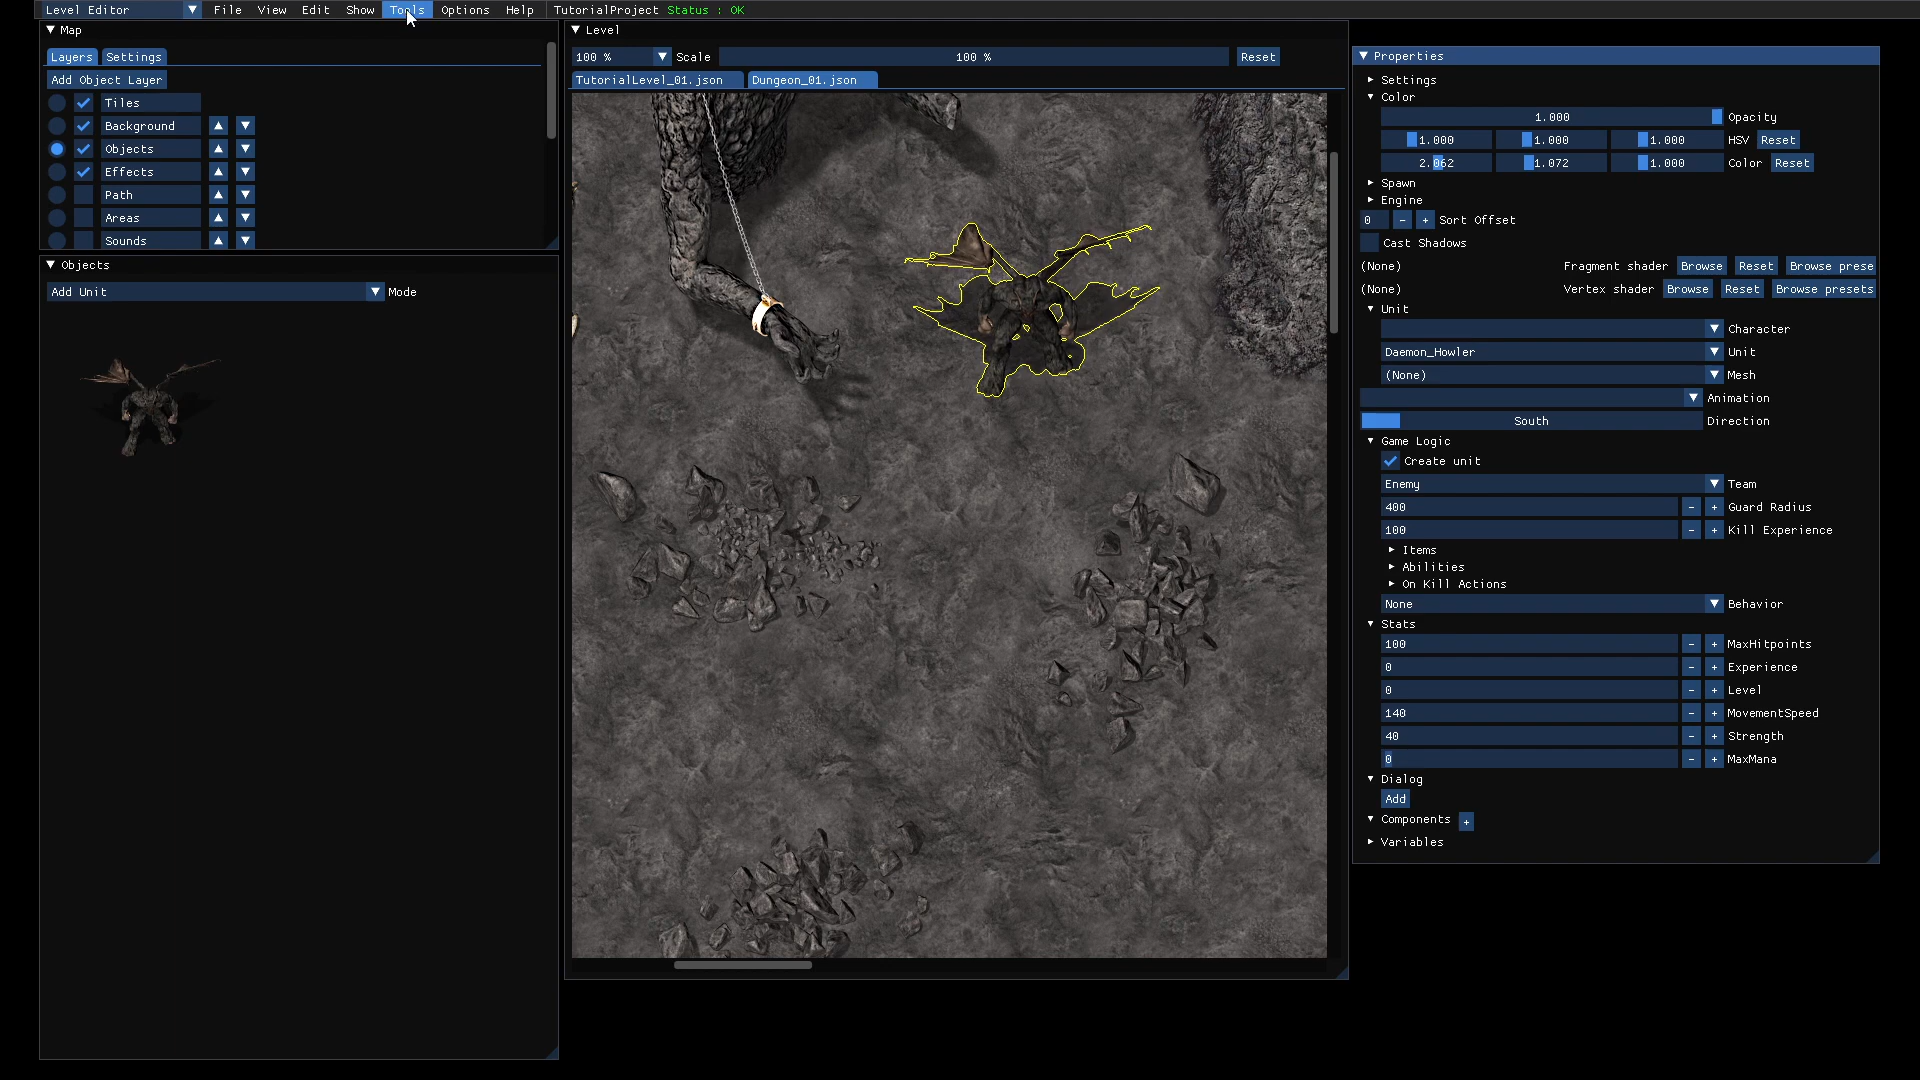 Level Editor File View Edit Show Tools Options Help TutorialProject Status : OK
Map
Layers Settings
Add Object Layer
Tiles
Background
Objects
Effects
Path
Areas
Sounds
Objects
Add Unit Mode
Level
100 % Scale 100 % Reset
TutorialLevel_01.json Dungeon_01.json
Properties
Settings
Color
1.000 Opacity
1.000 1.000 1.000 HSV Reset
2.062 1.072 1.000 Color Reset
Spawn
Engine
0 - + Sort Offset
Cast Shadows
(None) Fragment shader Browse Reset Browse prese
(None) Vertex shader Browse Reset Browse presets
Unit
Character
Daemon_Howler Unit
(None) Mesh
Animation
South Direction
Game Logic
Create unit
Enemy Team
400 - + Guard Radius
100 - + Kill Experience
Items
Abilities
On Kill Actions
None Behavior
Stats
100 - + MaxHitpoints
0 - + Experience
0 - + Level
140 - + MovementSpeed
40 - + Strength
0 - + MaxMana
Dialog
Add
Components +
Variables